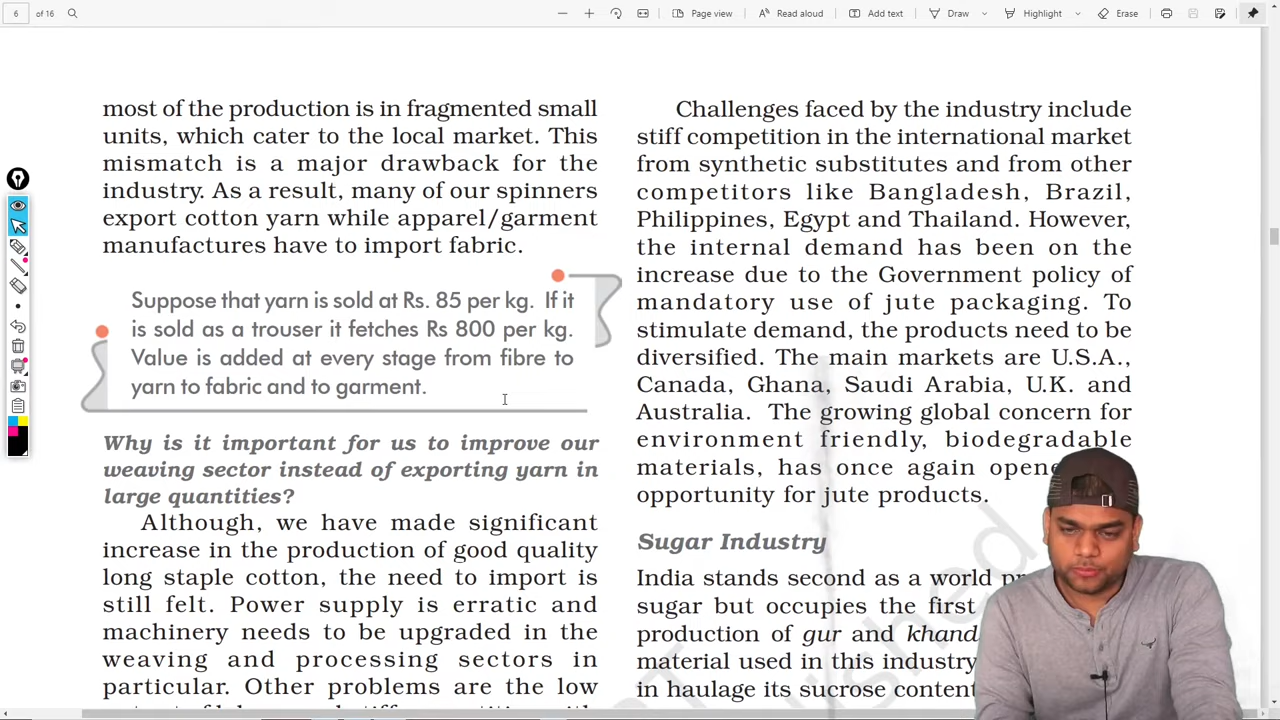 6 of 16
Page view
Read aloud
Add text
Draw
Highlight
Erase
most of the production is in fragmented small
units, which cater to the local market. This
mismatch is a major drawback for the
industry. As a result, many of our spinners
export cotton yarn while apparel/garment
manufactures have to import fabric.
Suppose that yarn is sold at Rs. 85 per kg. If it
is sold as a trouser it fetches Rs 800 per kg.
Value is added at every stage from fibre to
yarn to fabric and to garment.
Why is it important for us to improve our
weaving sector instead of exporting yarn in
large quantities?
Although, we have made significant
increase in the production of good quality
long staple cotton, the need to import is
still felt. Power supply is erratic and
machinery needs to be upgraded in the
weaving and processing sectors in
particular. Other problems are the low
Challenges faced by the industry include
stiff competition in the international market
from synthetic substitutes and from other
competitors like Bangladesh, Brazil,
Philippines, Egypt and Thailand. However,
the internal demand has been on the
increase due to the Government policy of
mandatory use of jute packaging. To
stimulate demand, the products need to be
diversified. The main markets are U.S.A.,
Canada, Ghana, Saudi Arabia, U.K. and
Australia. The growing global concern for
environment friendly, biodegradable
materials, has once again
opportunity for jute products.
Sugar Industry
India stands second as a world
sugar but occupies the first
production of gur and
material used in this industry
in haulage its sucrose content